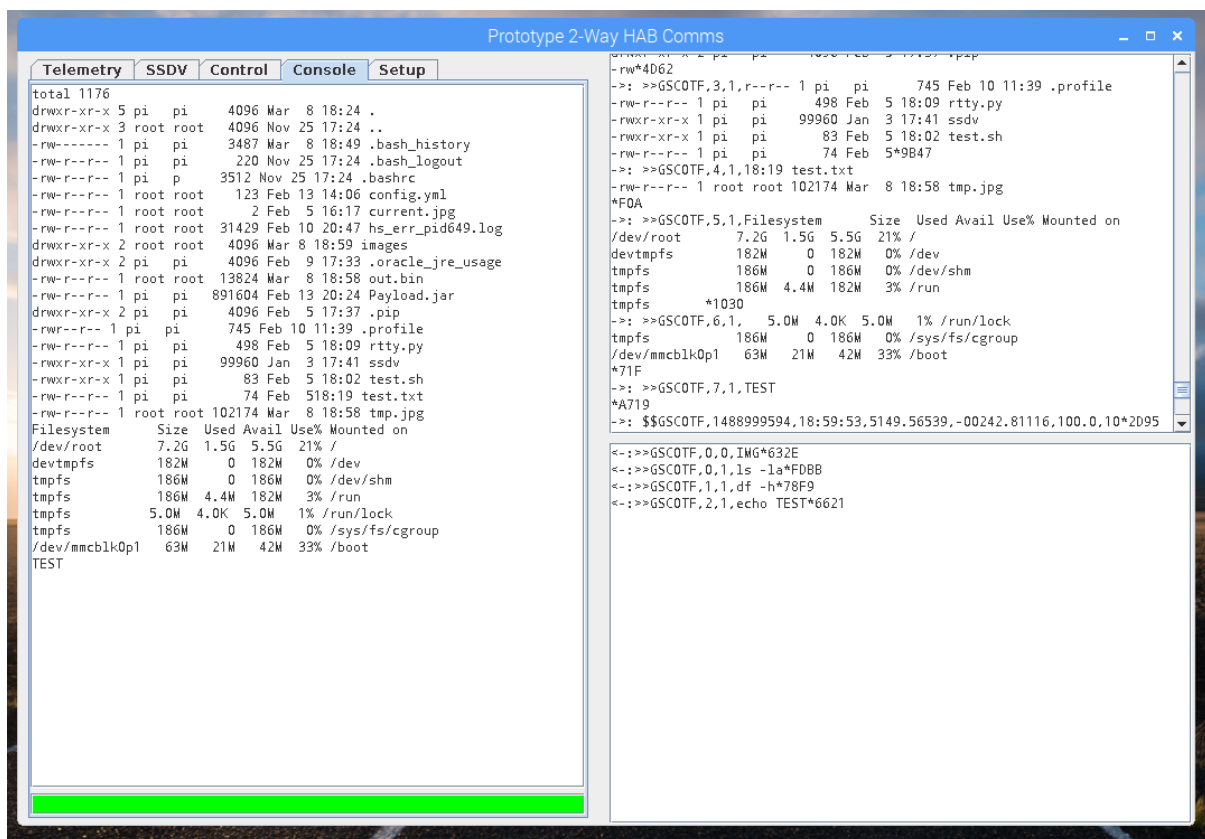 Prototype 2-Way HAB Comms
Telemetry SSDV Control Console Setup
total 1176
drwxr-xr-x 5 pi pi 4096 Mar 8 18:24 .
drwxr-xr-x 3 root root 4096 Nov 25 17:24 ..
-rw------- 1 pi pi 3487 Mar 8 18:49 .bash_history
-rw-r--r-- 1 pi pi 220 Nov 25 17:24 .bash_logout
-rw-r--r-- 1 pi p 3512 Nov 25 17:24 .bashrc
-rw-r--r-- 1 root root 123 Feb 13 14:06 config.yml
-rw-r--r-- 1 root root 2 Feb 5 16:17 current.jpg
-rw-r--r-- 1 root root 31429 Feb 10 20:47 hs_err_pid649.log
drwxr-xr-x 2 root root 4096 Mar 8 18:59 images
drwxr-xr-x 2 pi pi 4096 Feb 9 17:33 .oracle_jre_usage
-rw-r--r-- 1 root root 13824 Mar 8 18:58 out.bin
-rw-r--r-- 1 pi pi 891604 Feb 13 20:24 Payload.jar
drwxr-xr-x 2 pi pi 4096 Feb 5 17:37 .pip
-rwr--r-- 1 pi pi 745 Feb 10 11:39 .profile
-rw-r--r-- 1 pi pi 498 Feb 5 18:09 rtty.py
-rwxr-xr-x 1 pi pi 99960 Jan 3 17:41 ssdv
-rwxr-xr-x 1 pi pi 83 Feb 5 18:02 test.sh
-rw-r--r-- 1 pi pi 74 Feb 518:19 test.txt
-rw-r--r-- 1 root root 102174 Mar 8 18:58 tmp.jpg
Filesystem Size Used Avail Use% Mounted on
/dev/root 7.2G 1.5G 5.5G 21% /
devtmpfs 182M 0 182M 0% /dev
tmpfs 186M 0 186M 0% /dev/shm
tmpfs 186M 4.4M 182M 3% /run
tmpfs 5.0M 4.0K 5.0M 1% /run/lock
tmpfs 186M 0 186M 0% /sys/fs/cgroup
/dev/mmcblk0p1 63M 21M 42M 33% /boot
TEST
-rw*4D62
->: >>GSCOTF,3,1,r--r-- 1 pi pi 745 Feb 10 11:39 .profile
-rw-r--r-- 1 pi pi 498 Feb 5 18:09 rtty.py
-rwxr-xr-x 1 pi pi 99960 Jan 3 17:41 ssdv
-rwxr-xr-x 1 pi pi 83 Feb 5 18:02 test.sh
-rw-r--r-- 1 pi pi 74 Feb 5*9B47
->: >>GSCOTF,4,1,18:19 test.txt
-rw-r--r-- 1 root root 102174 Mar 8 18:58 tmp.jpg
*F0A
->: >>GSCOTF,5,1,Filesystem Size Used Avail Use% Mounted on
/dev/root 7.2G 1.5G 5.5G 21% /
devtmpfs 182M 0 182M 0% /dev
tmpfs 186M 0 186M 0% /dev/shm
tmpfs 186M 4.4M 182M 3% /run
tmpfs *1030
->: >>GSCOTF,6,1, 5.0M 4.0K 5.0M 1% /run/lock
tmpfs 186M 0 186M 0% /sys/fs/cgroup
/dev/mmcblk0p1 63M 21M 42M 33% /boot
*71F
->: >>GSCOTF,7,1,TEST
*A719
->: $$GSCOTF,1488999594,18:59:53,5149.56539,-00242.81116,100.0,10*2D95
<-:>>GSCOTF,0,0,IMG*632E
<-:>>GSCOTF,0,1,ls -la*FDBB
<-:>>GSCOTF,1,1,df -h*78F9
<-:>>GSCOTF,2,1,echo TEST*6621